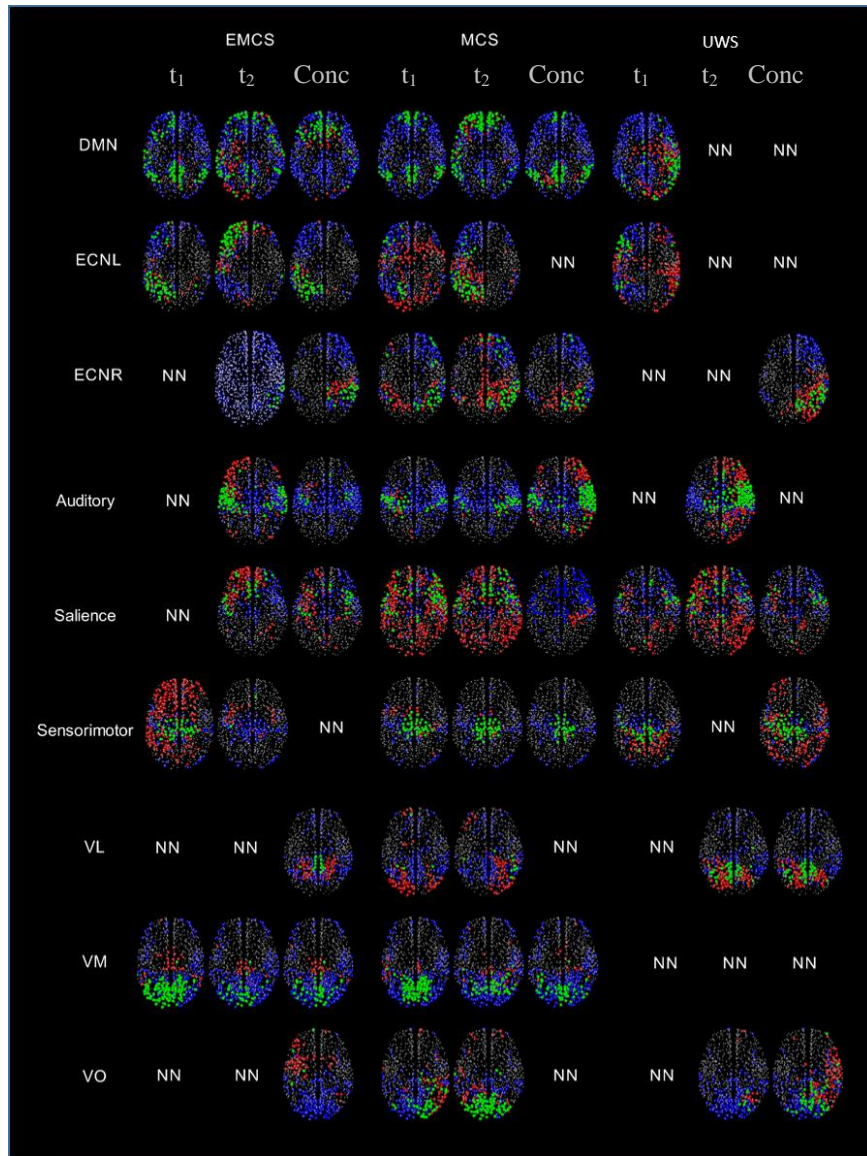 EMCS MCS UWS
t₁ t₂ Conc t₁ t₂ Conc t₁ t₂ Conc
DMN NN NN
ECNL NN NN NN
ECNR NN NN NN
Auditory NN NN NN
Salience NN
Sensorimotor NN NN
VL NN NN NN NN
VM NN NN NN
VO NN NN NN NN